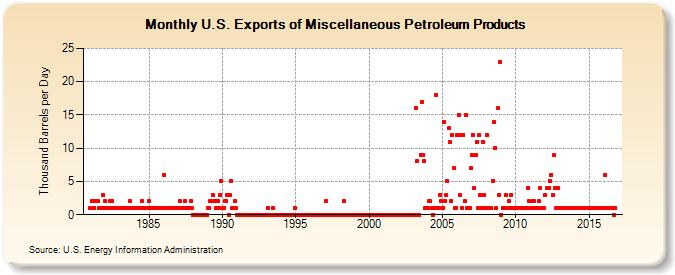 Monthly U.S. Exports of Miscellaneous Petroleum Products
Thousand Barrels per Day
25
20
15
10
5
0
1985 1990 1995 2000 2005 2010 2015
Source: U.S. Energy Information Administration